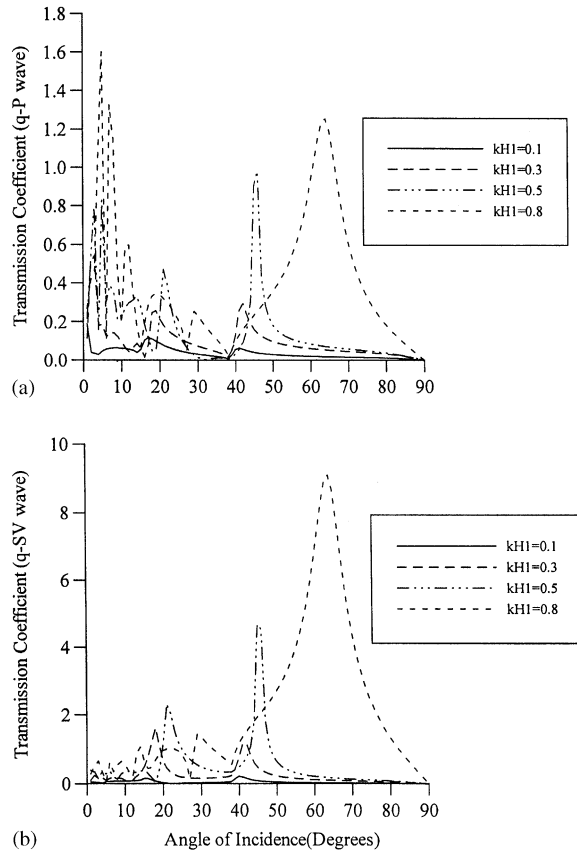 1.8
1.6
1.4
1.2
1.0
0.8
0.6
0.4
0.2
0.0
Transmission Coefficient (q-P wave)
0 10 20 30 40 50 60 70 80 90
kH1=0.1
kH1=0.3
kH1=0.5
kH1=0.8
(a)
10
8
6
4
2
0
Transmission Coefficient (q-SV wave)
0 10 20 30 40 50 60 70 80 90
kH1=0.1
kH1=0.3
kH1=0.5
kH1=0.8
(b)
Angle of Incidence(Degrees)